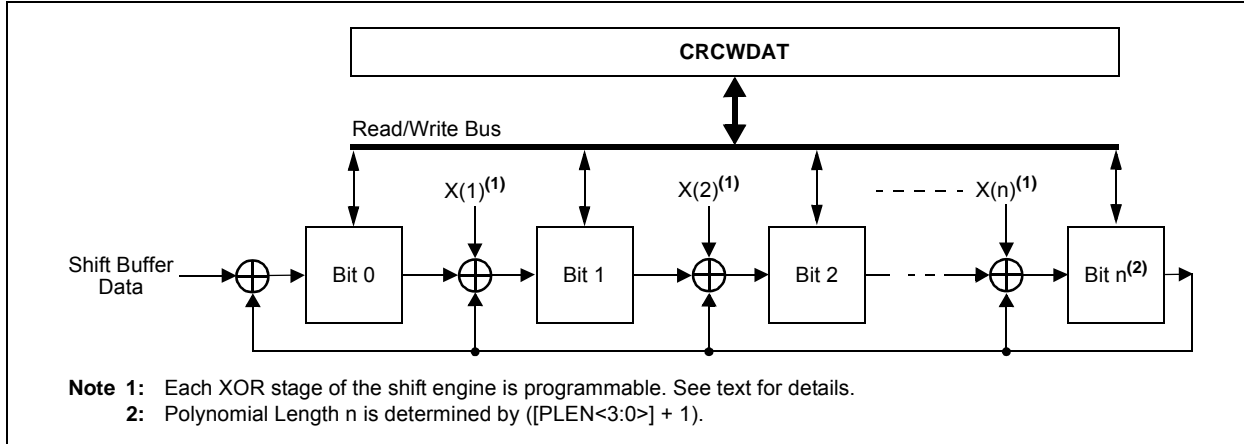 CRCWDAT
Read/Write Bus
X(1)(1)
X(2)(1)
X(n)(1)
Shift Buffer
Data
Bit 0
Bit 1
Bit 2
Bit n(2)
Note 1: Each XOR stage of the shift engine is programmable. See text for details.
2: Polynomial Length n is determined by ([PLEN<3:0>] + 1).